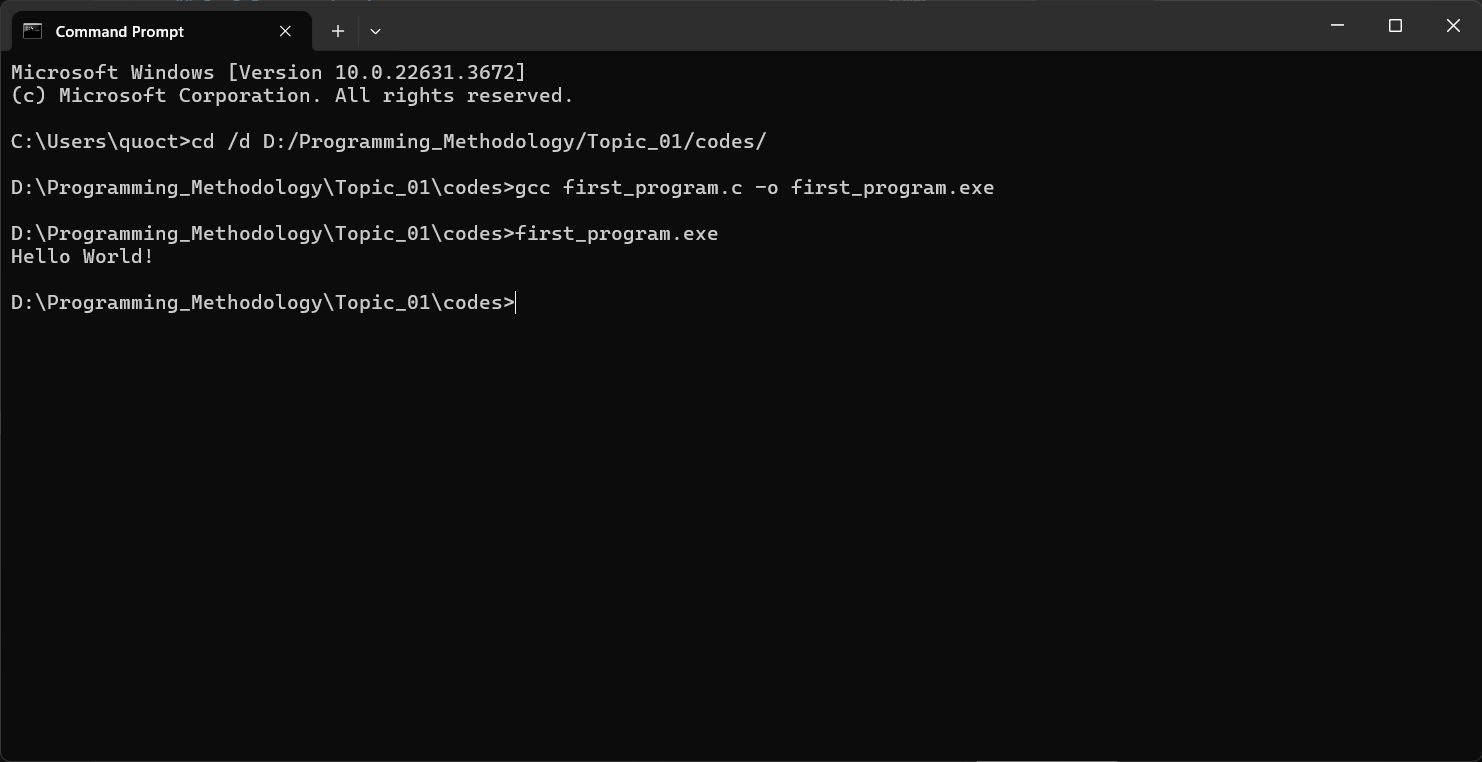 Command Prompt
Microsoft Windows [Version 10.0.22631.3672]
(c) Microsoft Corporation. All rights reserved.
C:\Users\quoct>cd /d D:/Programming_Methodology/Topic_01/codes/
D:\Programming_Methodology\Topic_01\codes>gcc first_program.c -o first_program.exe
D:\Programming_Methodology\Topic_01\codes>first_program.exe
Hello World!
D:\Programming_Methodology\Topic_01\codes>